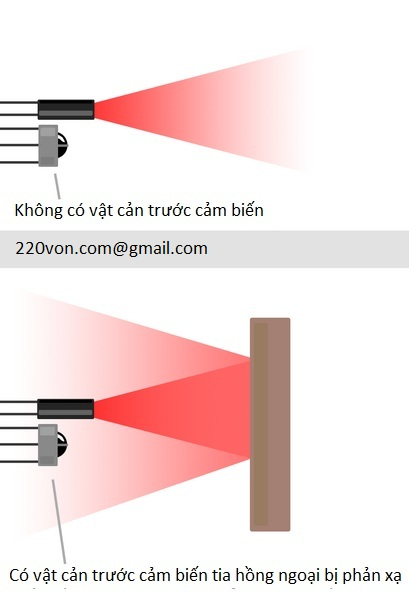 Không có vật cản trước cảm biến
220von.com@gmail.com
Có vật cản trước cảm biến tia hồng ngoại bị phản xạ